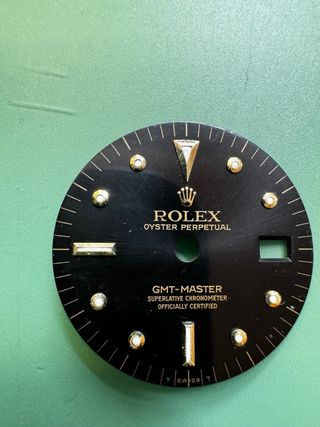 ROLEX
OYSTER PERPETUAL
GMT-MASTER
SUPERLATIVE CHRONOMETER
OFFICIALLY CERTIFIED
T SWISS T